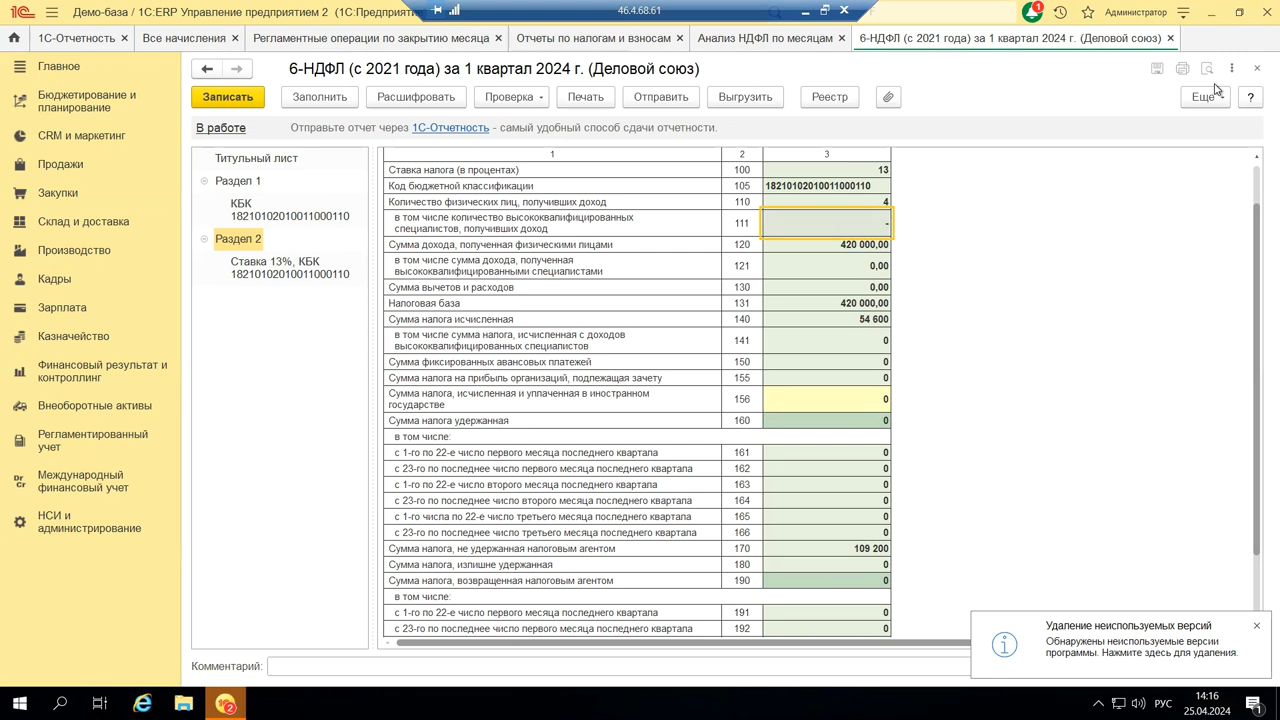 Демо-база / 1С:ERP Управление предприятием 2 (1С:Предприяти
46.4.68.61
1
Администратор
1С-Отчетность
Все начисления
Регламентные операции по закрытию месяца
Отчеты по налогам и взносам
Анализ НДФЛ по месяцам
6-НДФЛ (с 2021 года) за 1 квартал 2024 г. (Деловой союз)
Главное
Бюджетирование и
планирование
CRM и маркетинг
Продажи
Закупки
Склад и доставка
Производство
Кадры
Зарплата
Казначейство
Финансовый результат и
контроллинг
Внеоборотные активы
Регламентированный
учет
Международный
финансовый учет
НСИ и
администрирование
6-НДФЛ (с 2021 года) за 1 квартал 2024 г. (Деловой союз)
Записать
Заполнить
Расшифровать
Проверка
Печать
Отправить
Выгрузить
Реестр
Еще
?
В работе
Отправьте отчет через 1С-Отчетность - самый удобный способ сдачи отчетности.
Титульный лист
Раздел 1
КБК
18210102010011000110
Раздел 2
Ставка 13%, КБК
18210102010011000110
1 2 3
Ставка налога (в процентах) 100 13
Код бюджетной классификации 105 18210102010011000110
Количество физических лиц, получивших доход 110 4
в том числе количество высококвалифицированных
специалистов, получивших доход 111 -
Сумма дохода, полученная физическими лицами 120 420 000,00
в том числе сумма дохода, полученная
высококвалифицированными специалистами 121 0,00
Сумма вычетов и расходов 130 0,00
Налоговая база 131 420 000,00
Сумма налога исчисленная 140 54 600
в том числе сумма налога, исчисленная с доходов
высококвалифицированных специалистов 141 0
Сумма фиксированных авансовых платежей 150 0
Сумма налога на прибыль организаций, подлежащая зачету 155 0
Сумма налога, исчисленная и уплаченная в иностранном
государстве 156 0
Сумма налога удержанная 160 0
в том числе:
с 1-го по 22-е число первого месяца последнего квартала 161 0
с 23-го по последнее число первого месяца последнего квартала 162 0
с 1-го по 22-е число второго месяца последнего квартала 163 0
с 23-го по последнее число второго месяца последнего квартала 164 0
с 1-го числа по 22-е число третьего месяца последнего квартала 165 0
с 23-го по последнее число третьего месяца последнего квартала 166 0
Сумма налога, не удержанная налоговым агентом 170 109 200
Сумма налога, излишне удержанная 180 0
Сумма налога, возвращенная налоговым агентом 190 0
в том числе:
с 1-го по 22-е число первого месяца последнего квартала 191 0
с 23-го по последнее число первого месяца последнего квартала 192 0
Комментарий:
Удаление неиспользуемых версий
Обнаружены неиспользуемые версии
программы. Нажмите здесь для удаления.
2
РУС
14:16
25.04.2024
1